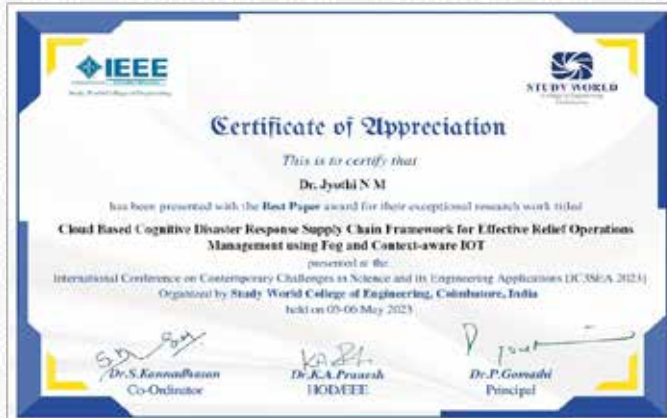 IEEE
Study World College of Engineering
STUDY WORLD
College of Engineering
Certificate of Appreciation
This is to certify that
Dr. Jyothi N M
has been presented with the Best Paper award for their exceptional research work titled
Cloud Based Cognitive Disaster Response Supply Chain Framework for Effective Relief Operations
Management using Fog and Context-aware IOT
presented at the
International Conference on Contemporary Challenges in Science and its Engineering Applications (IC3SEA 2023)
Organized by Study World College of Engineering, Coimbatore, India
held on 05-06 May 2023
Dr.S.Kannadhasan
Dr.K.A.Pranesh
Dr.P.Gomathi
Co-Ordinator
HOD/EEE
Principal